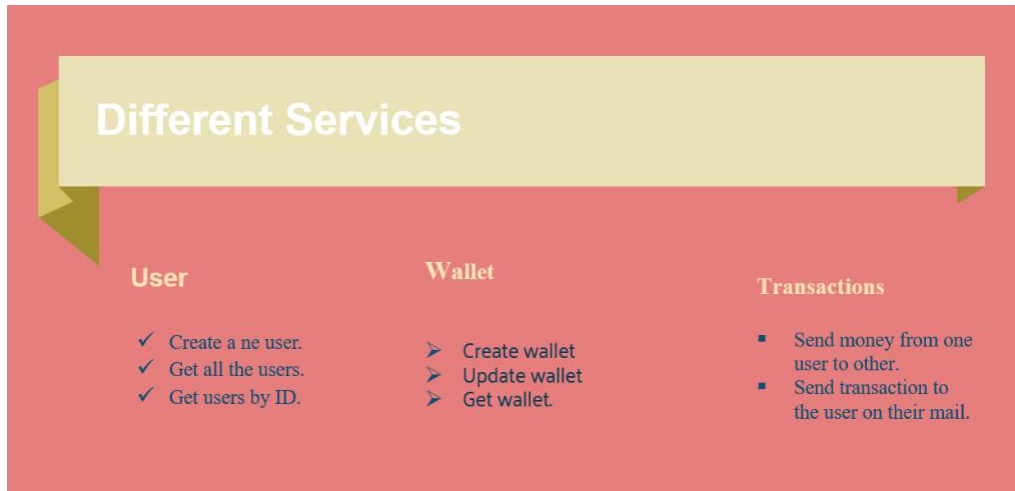 Different Services
User
✓ Create a ne user.
✓ Get all the users.
✓ Get users by ID.
Wallet
➢ Create wallet
➢ Update wallet
➢ Get wallet.
Transactions
▪ Send money from one
user to other.
▪ Send transaction to
the user on their mail.